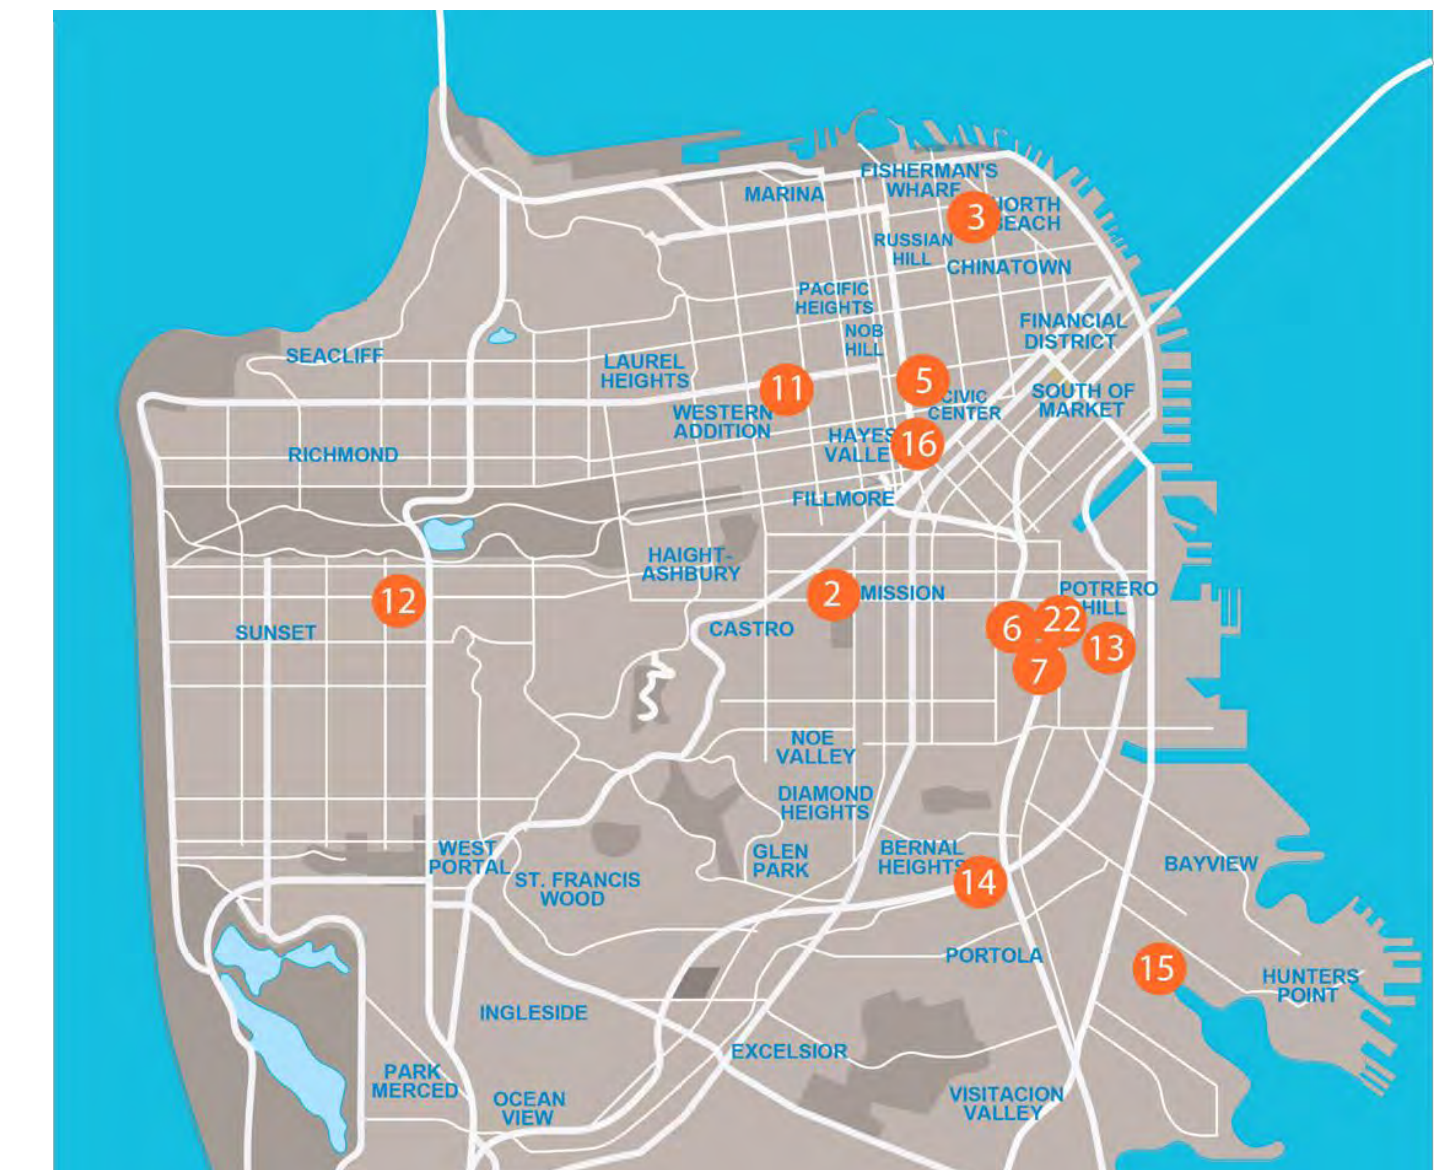 FISHERMAN'S
WHARF
MARINA
3
NORTH
BEACH
RUSSIAN
HILL
CHINATOWN
PACIFIC
HEIGHTS
FINANCIAL
DISTRICT
NOB
HILL
SEACLIFF
LAUREL
HEIGHTS
11
5
CIVIC
CENTER
SOUTH OF
MARKET
WESTERN
ADDITION
HAYES
VALLE
16
RICHMOND
FILLMORE
HAIGHT-
ASHBURY
12
2
MISSION
POTRERO
HILL
SUNSET
CASTRO
6
22
13
7
NOE
VALLEY
DIAMOND
HEIGHTS
WEST
PORTAL
GLEN
PARK
BERNAL
HEIGHTS
BAYVIEW
ST. FRANCIS
WOOD
14
PORTOLA
15
HUNTERS
POINT
INGLESIDE
EXCELSIOR
PARK
MERCED
OCEAN
VIEW
VISITACION
VALLEY